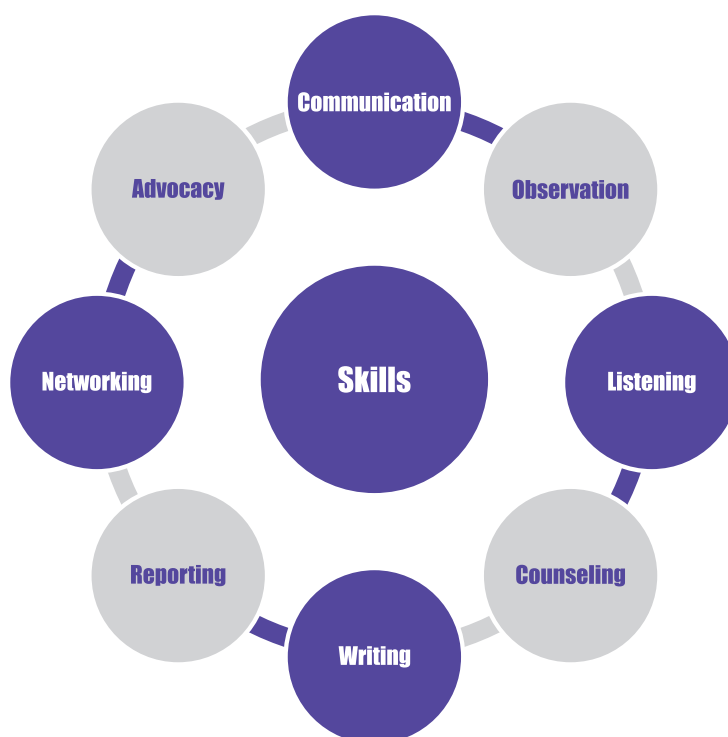 Communication
Advocacy
Observation
Networking
Skills
Listening
Reporting
Counseling
Writing